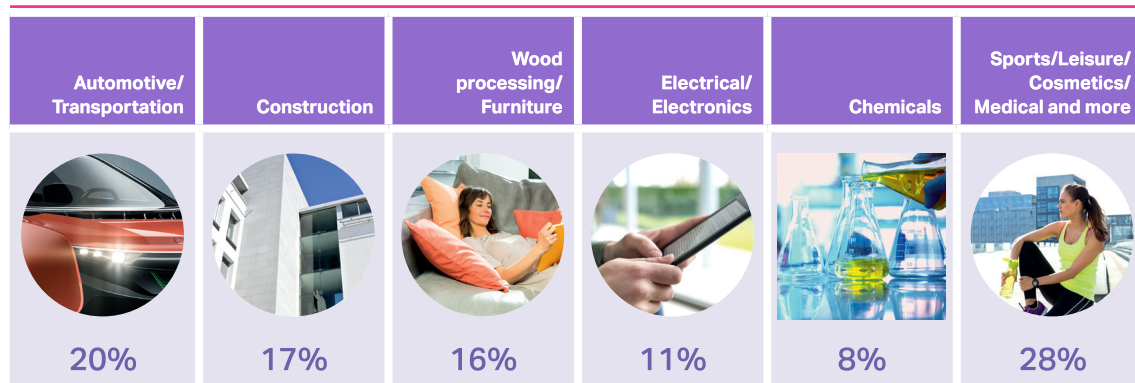 Automotive/
Transportation
Construction
Wood
processing/
Furniture
Electrical/
Electronics
Chemicals
Sports/Leisure/
Cosmetics/
Medical and more
20%
17%
16%
11%
8%
28%